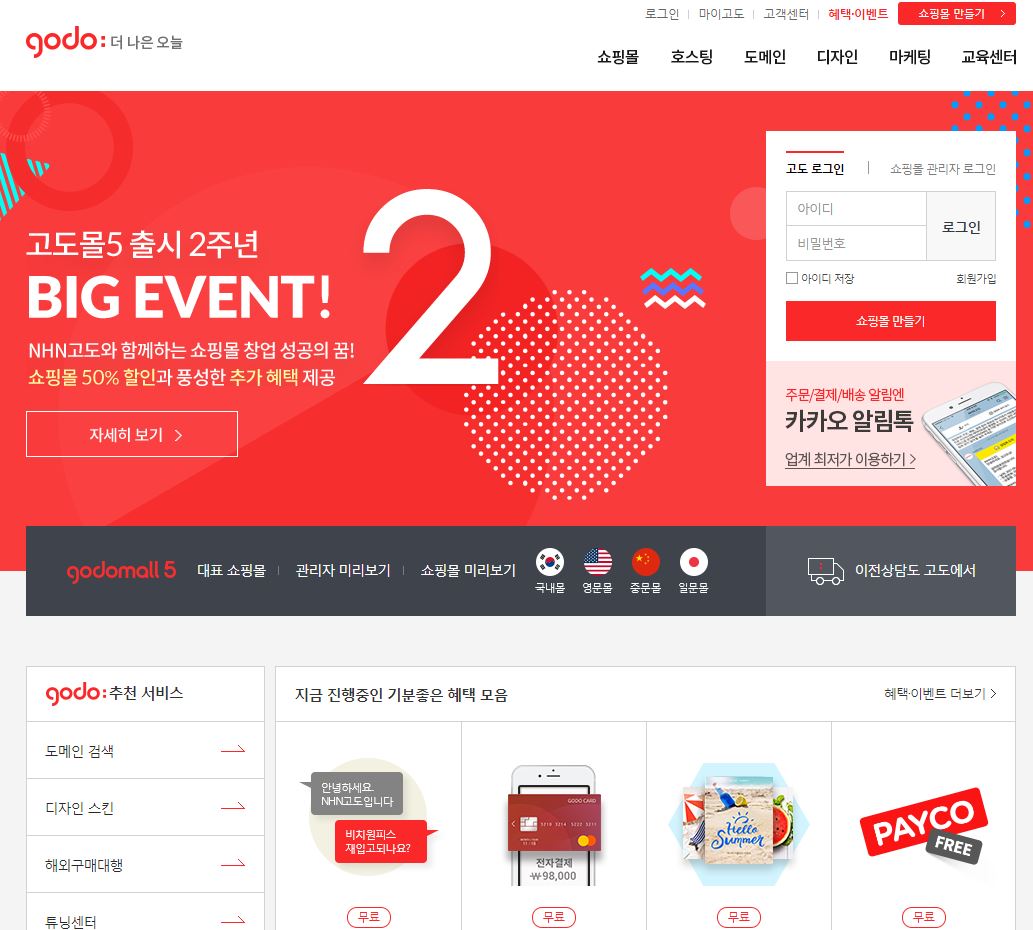 로그인 | 마이고도 | 고객센터 | 혜택·이벤트 쇼핑몰 만들기
godo: 더 나은 오늘
쇼핑몰 호스팅 도메인 디자인 마케팅 교육센터
고도몰5 출시 2주년
BIG EVENT!
NHN고도와 함께하는 쇼핑몰 창업 성공의 꿈!
쇼핑몰 50% 할인과 풍성한 추가 혜택 제공
자세히 보기
2
고도 로그인 | 쇼핑몰 관리자 로그인
아이디
비밀번호
로그인
아이디 저장 회원가입
쇼핑몰 만들기
주문/결제/배송 알림엔
카카오 알림톡
업계 최저가 이용하기
godomall 5 대표 쇼핑몰 | 관리자 미리보기 | 쇼핑몰 미리보기
국내몰 영문몰 중문몰 일문몰
이전상담도 고도에서
godo: 추천 서비스
도메인 검색
디자인 스킨
해외구매대행
튜닝센터
지금 진행중인 기분좋은 혜택 모음
혜택·이벤트 더보기
안녕하세요.
NHN고도입니다
비치원피스
재입고되나요?
무료
GODO CARD
3210 3214 5222 3211
전자결제
₩98,000
무료
Hello
Summer
무료
PAYCO
FREE
무료